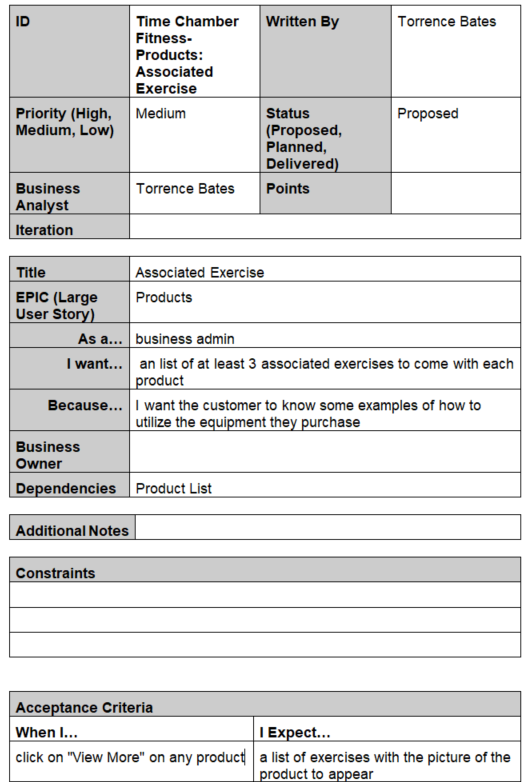 ID Time Chamber Written By Torrence Bates
Fitness-
Products:
Associated
Exercise
Priority (High, Medium Status Proposed
Medium, Low) (Proposed,
Planned,
Delivered)
Business Torrence Bates Points
Analyst
Iteration
Title Associated Exercise
EPIC (Large Products
User Story)
As a... business admin
I want... an list of at least 3 associated exercises to come with each
product
Because... I want the customer to know some examples of how to
utilize the equipment they purchase
Business
Owner
Dependencies Product List
Additional Notes
Constraints
Acceptance Criteria
When I... I Expect...
click on "View More" on any product a list of exercises with the picture of the
product to appear